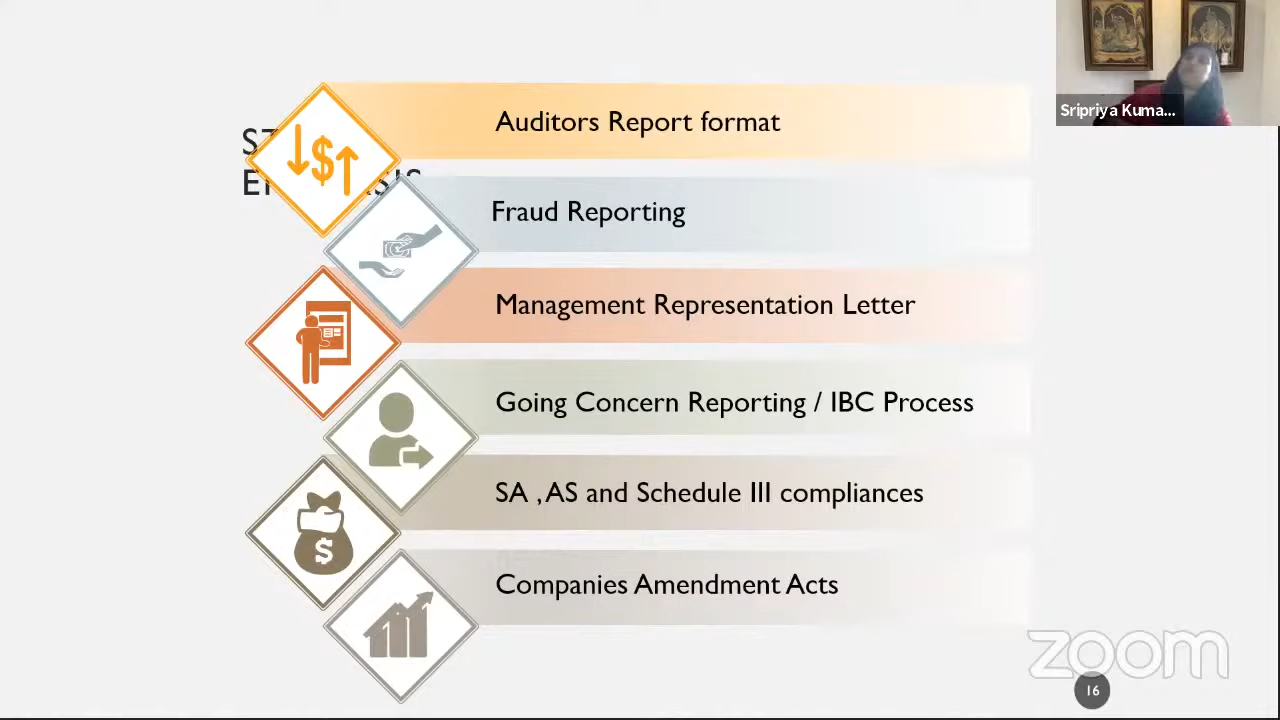 Auditors Report format
Fraud Reporting
Management Representation Letter
Going Concern Reporting / IBC Process
SA , AS and Schedule III compliances
Companies Amendment Acts
Sripriya Kuma...
zoom
16